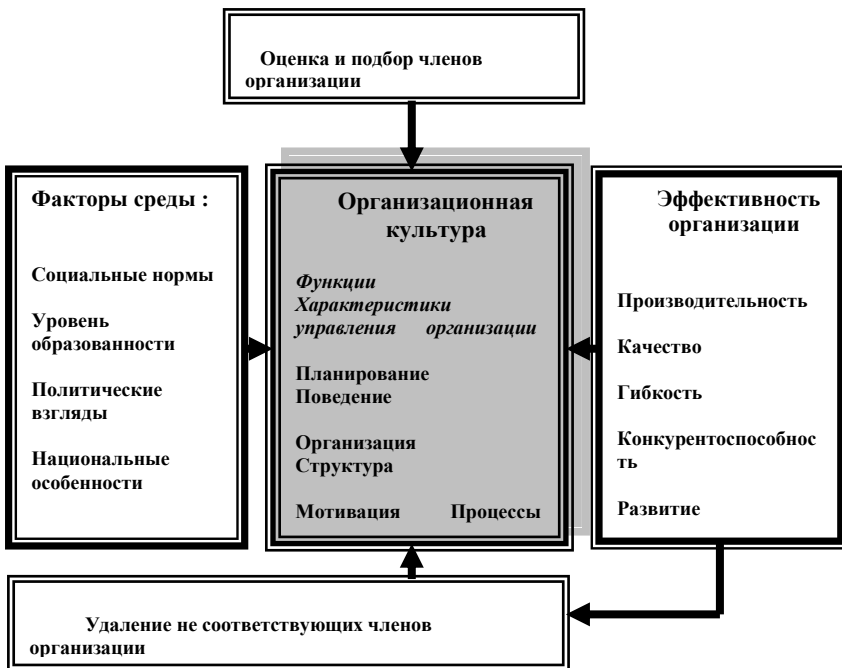 Оценка и подбор членов
организации
Факторы среды :
Социальные нормы
Уровень
образованности
Политические
взгляды
Национальные
особенности
Организационная
культура
Функции
Характеристики
управления организации
Планирование
Поведение
Организация
Структура
Мотивация Процессы
Эффективность
организации
Производительность
Качество
Гибкость
Конкурентоспособнос
ть
Развитие
Удаление не соответствующих членов
организации